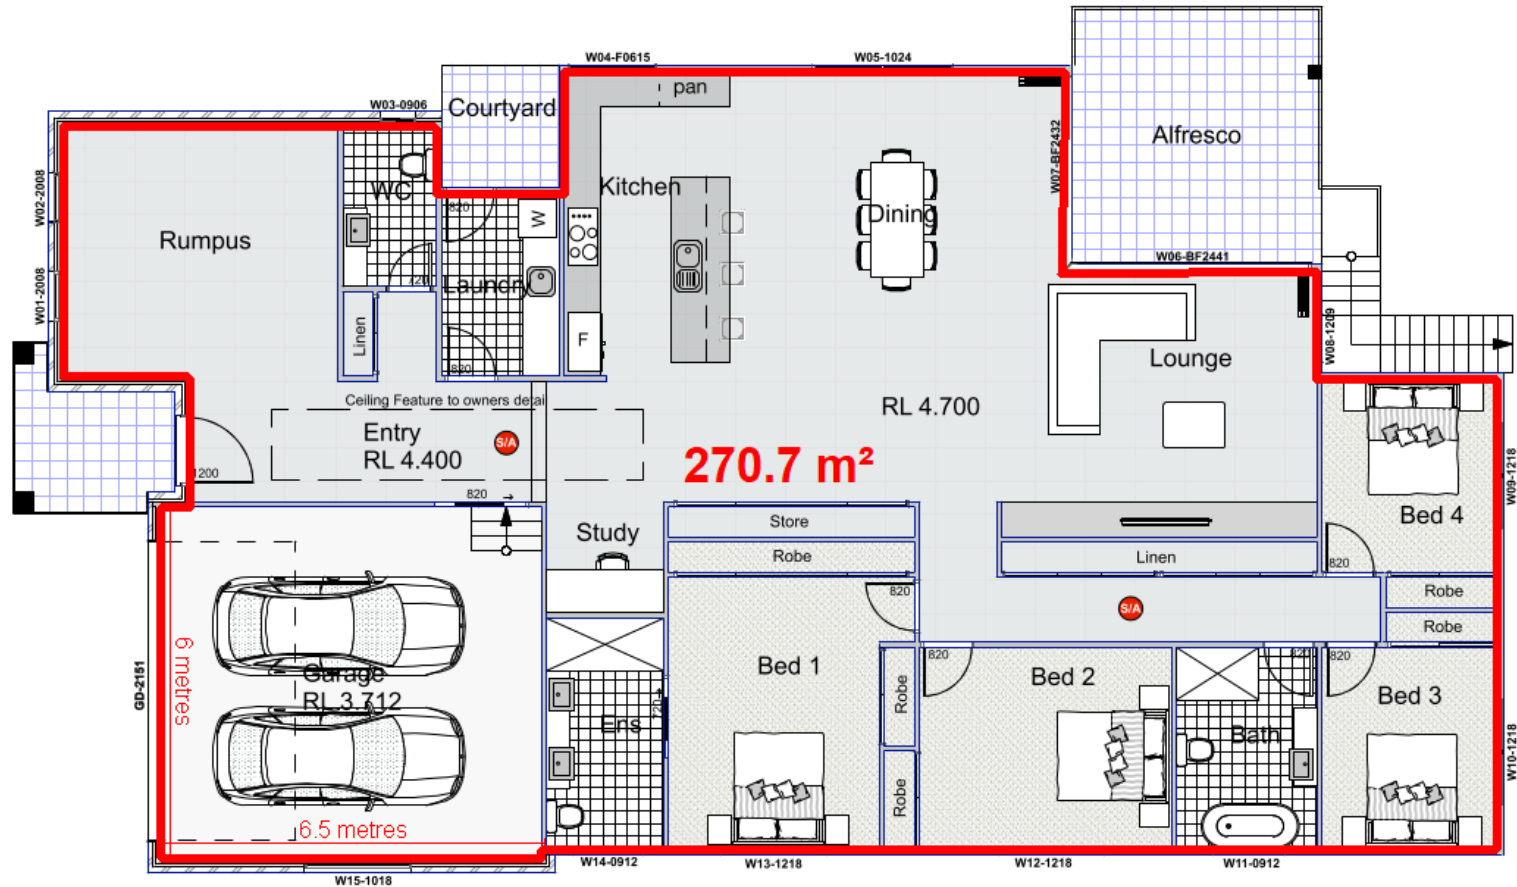 W04-F0615
W05-1024
pan
W03-0906
Courtyard
Alfresco
W07-BF2432
WC
Kitchen
W02-2008
820
W
Dining
Rumpus
W06-BF2441
720
Laundry
W01-2008
Linen
F
W08-1209
Lounge
820
Ceiling Feature to owners detai
RL 4.700
Entry
S/A
RL 4.400
270.7 m²
1200
820
W09-1218
Bed 4
Store
Study
Robe
Linen
820
820
Robe
S/A
Robe
GD-2151
6 metres
Garage
RL 3.712
Bed 1
820
Bed 2
820
820
Bed 3
Robe
720
Ens
Bath
W10-1218
Robe
6.5 metres
W14-0912
W13-1218
W12-1218
W11-0912
W15-1018